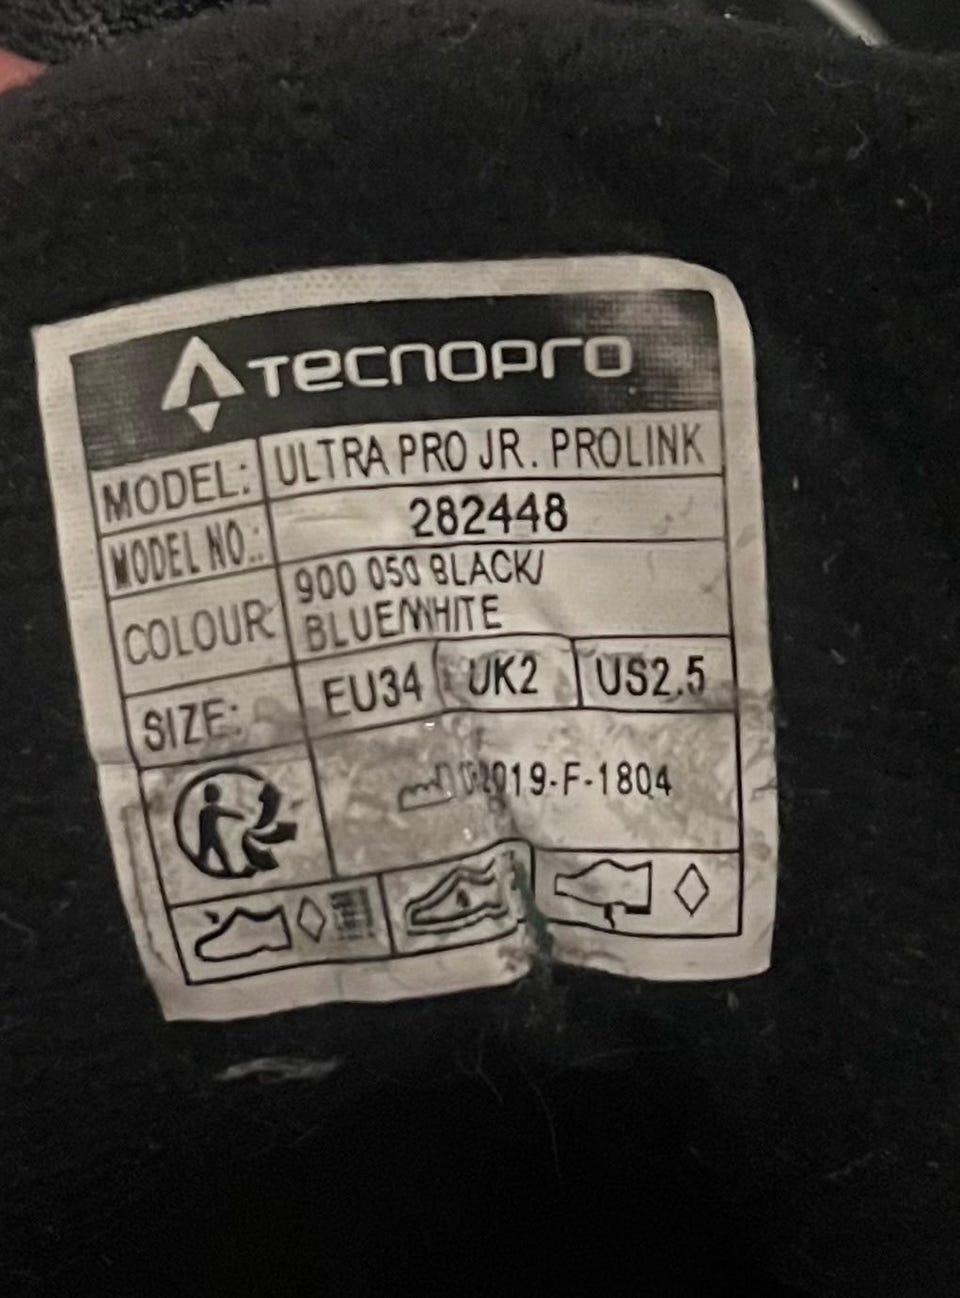 TECNOPRO
MODEL: ULTRA PRO JR. PROLINK
MODEL NO.: 282448
COLOUR: 900 050 BLACK/
BLUE/WHITE
SIZE: EU34 UK2 US2.5
2019-F-1804